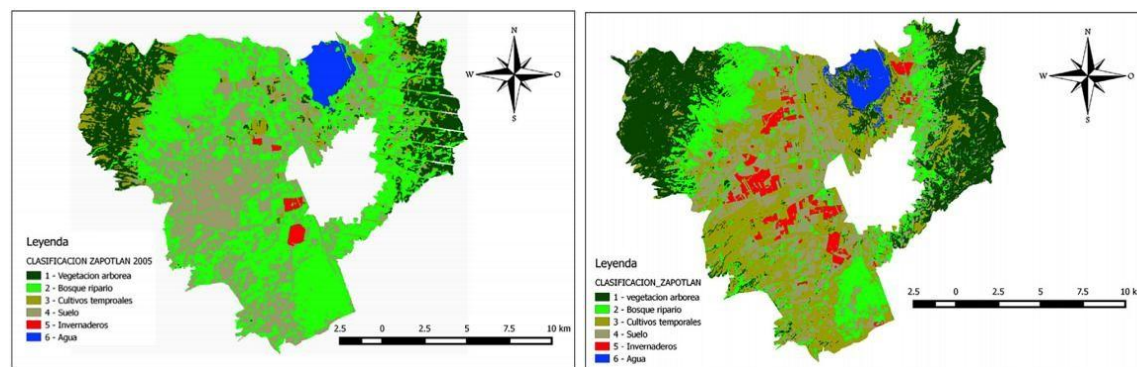 N
W
O
S
Leyenda
CLASIFICACION ZAPOTLAN 2005
1 - Vegetacion arborea
2 - Bosque ripario
3 - Cultivos temproales
4 - Suelo
5 - Invernaderos
6 - Agua
2.5 0 2.5 5 7.5 10 km
N
W
O
S
Leyenda
CLASIFICACION_ZAPOTLAN
1 - vegetacion arborea
2 - Bosque ripario
3 - Cultivos temporales
4 - Suelo
5 - Invernaderos
6 - Agua
2.5 0 2.5 5 7.5 10 k